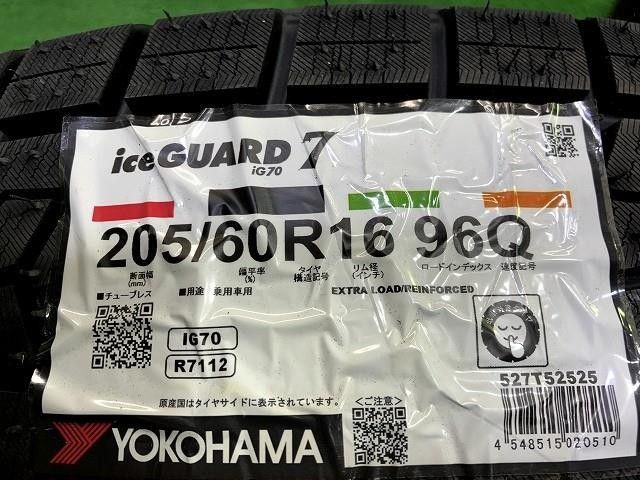 iceGUARD 7
iG70
205/60R16 96Q
断面幅 (mm) 偏平率 (%) タイヤ 構造記号 リム径 (インチ) ロードインデックス 速度記号
■チューブレス ■用途 乗用車用 EXTRA LOAD/REINFORCED
IG70
R7112
527T52525
原産国はタイヤサイドに表示されています。
<ご注意>
4 548515 020510
YOKOHAMA